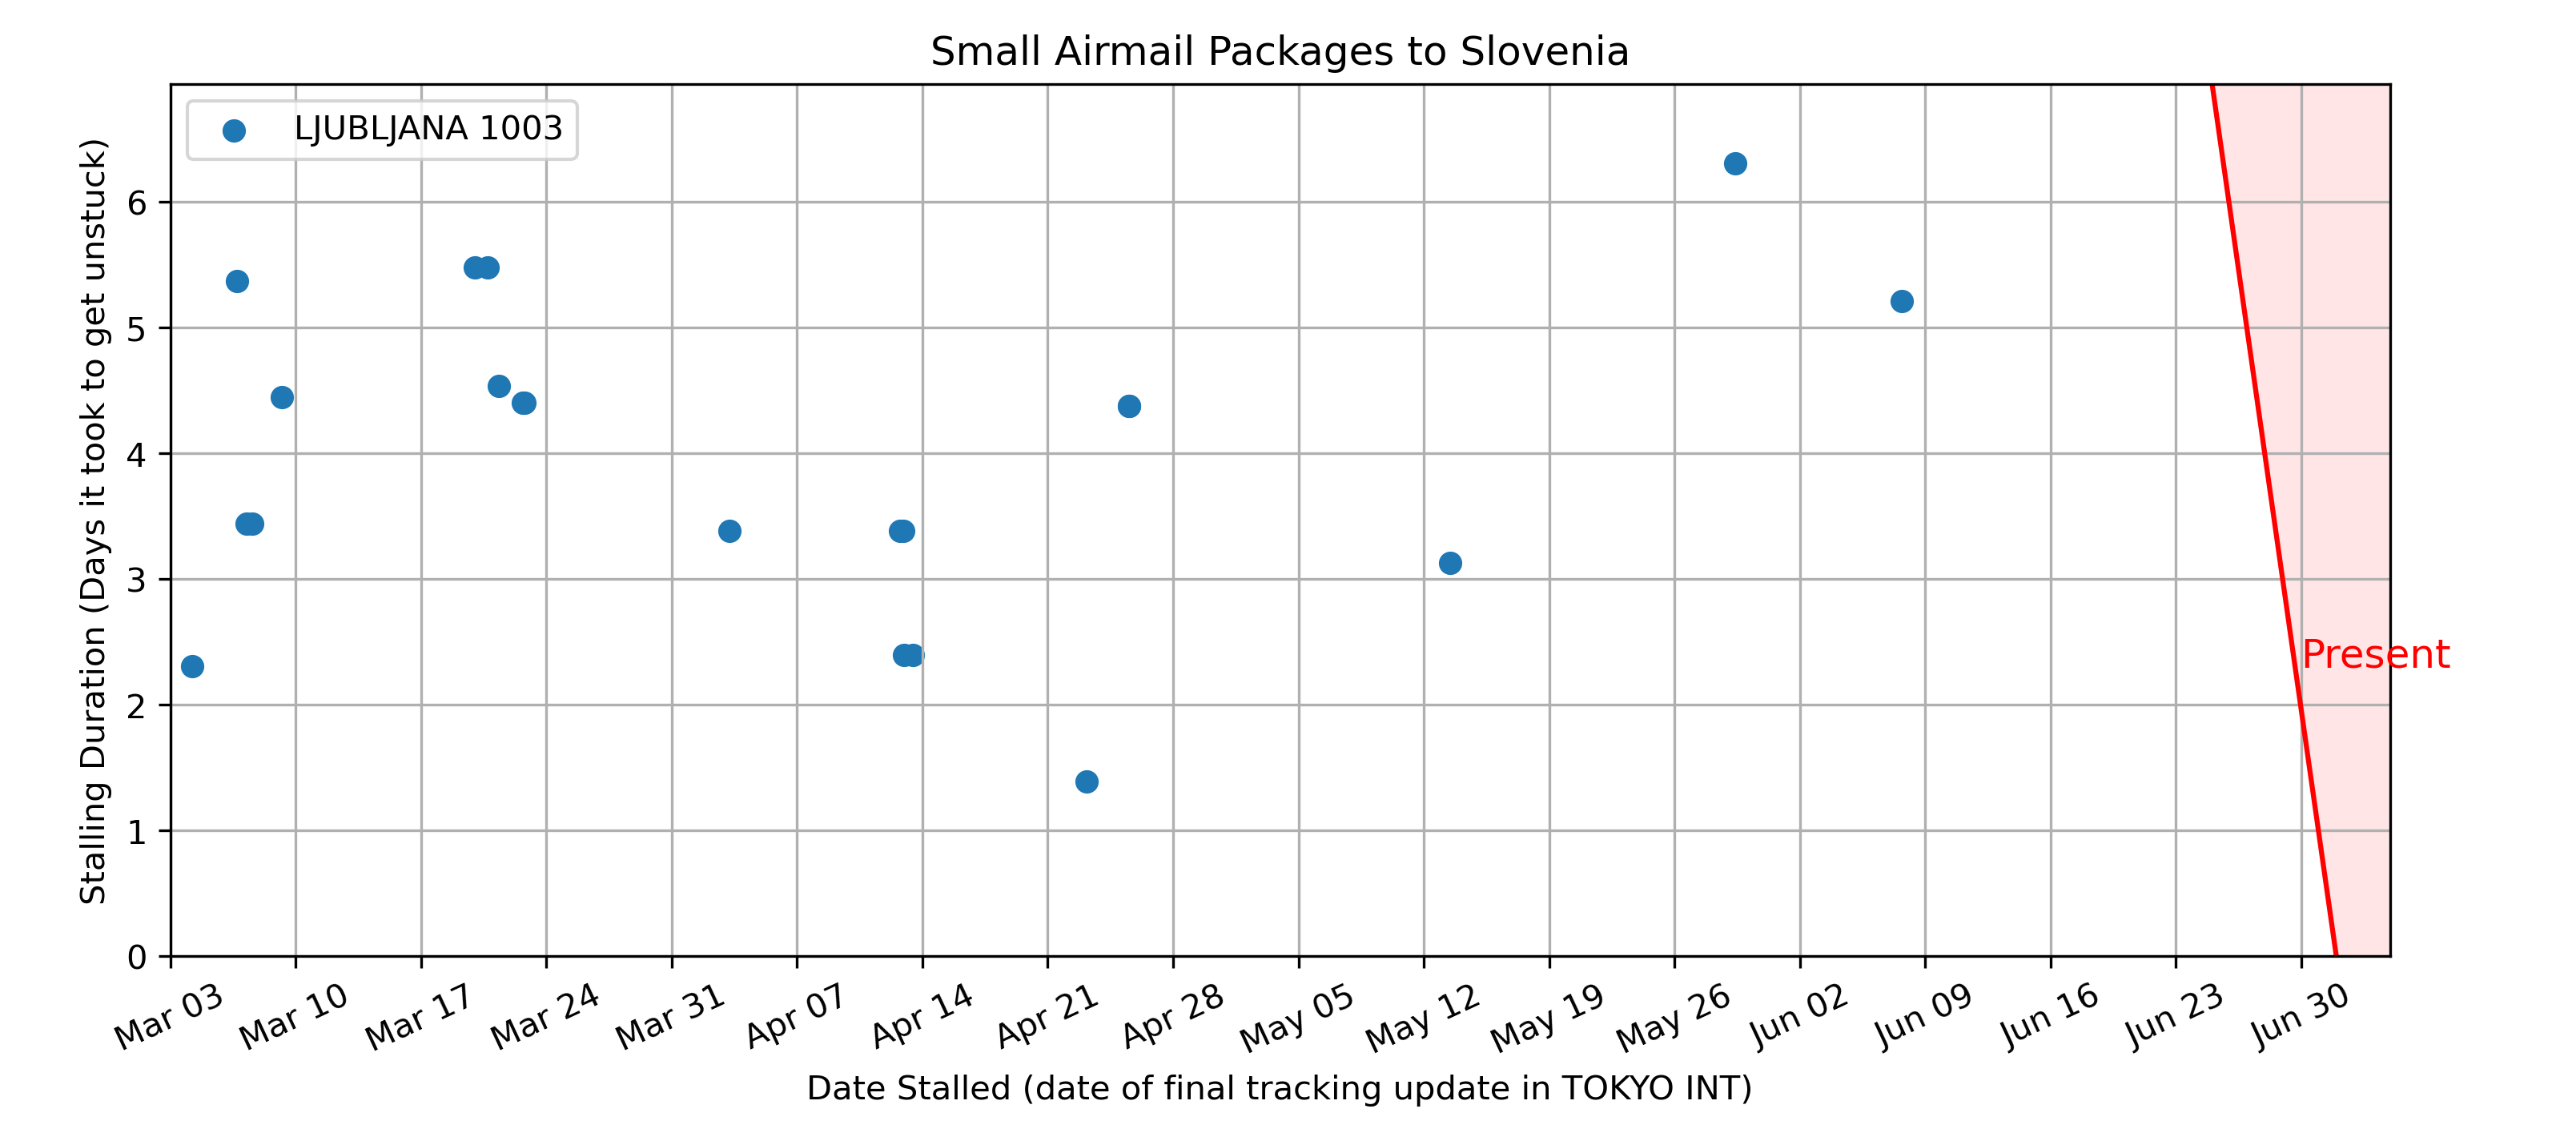 Small Airmail Packages to Slovenia
LJUBLJANA 1003
Stalling Duration (Days it took to get unstuck)
6
5
4
3
2
1
0
Present
Mar 03
Mar 10
Mar 17
Mar 24
Mar 31
Apr 07
Apr 14
Apr 21
Apr 28
May 05
May 12
May 19
May 26
Jun 02
Jun 09
Jun 16
Jun 23
Jun 30
Date Stalled (date of final tracking update in TOKYO INT)